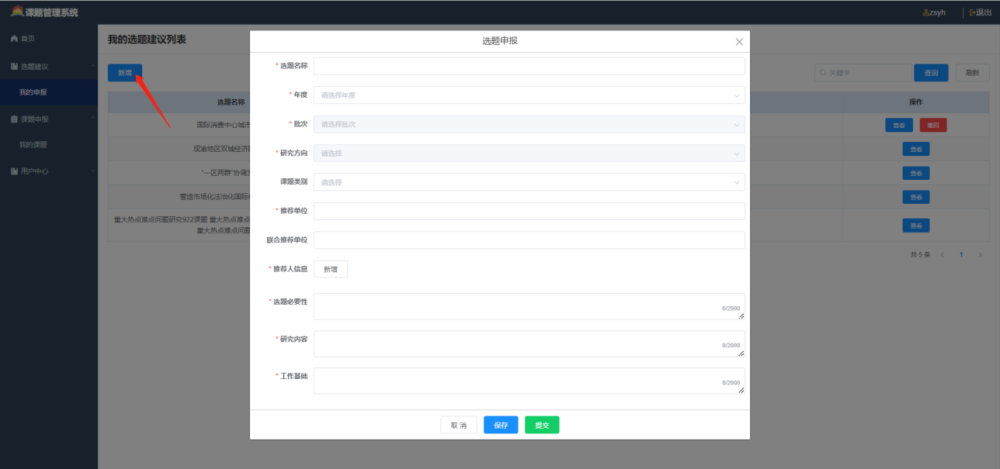 课题管理系统
zsyh
退出
首页
选题建议
我的申报
课题申报
我的课题
用户中心
我的选题建议列表
新增
关键字
查询
刷新
选题名称
操作
国际消费中心城市
查看
撤回
成渝地区双城经济
查看
“一区两群”协调
查看
营造市场化法治化国际
查看
重大热点难点问题研究922课题 重大热点难点
重大热点难点问题
查看
共 5 条
1
选题申报
* 选题名称
* 年度
请选择年度
* 批次
请选择批次
* 研究方向
请选择
课题类别
请选择
* 推荐单位
联合推荐单位
* 推荐人信息
新增
* 选题必要性
0/2000
* 研究内容
0/2000
* 工作基础
0/2000
取 消
保存
提交